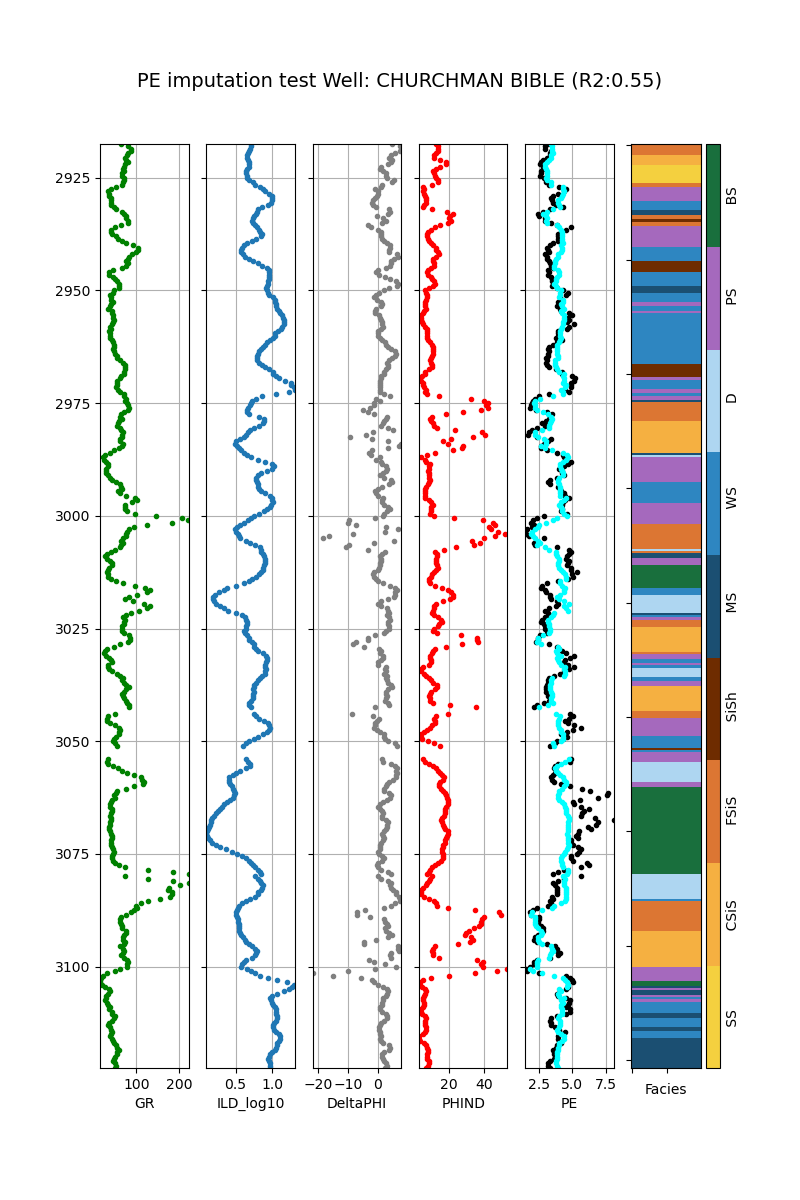 PE imputation test Well: CHURCHMAN BIBLE (R2:0.55)
2925
2950
2975
3000
3025
3050
3075
3100
100 200
GR
0.5 1.0
ILD_log10
−20 −10 0
DeltaPHI
20 40
PHIND
2.5 5.0 7.5
PE
Facies
BS
PS
D
WS
MS
SiSh
FSiS
CSiS
SS